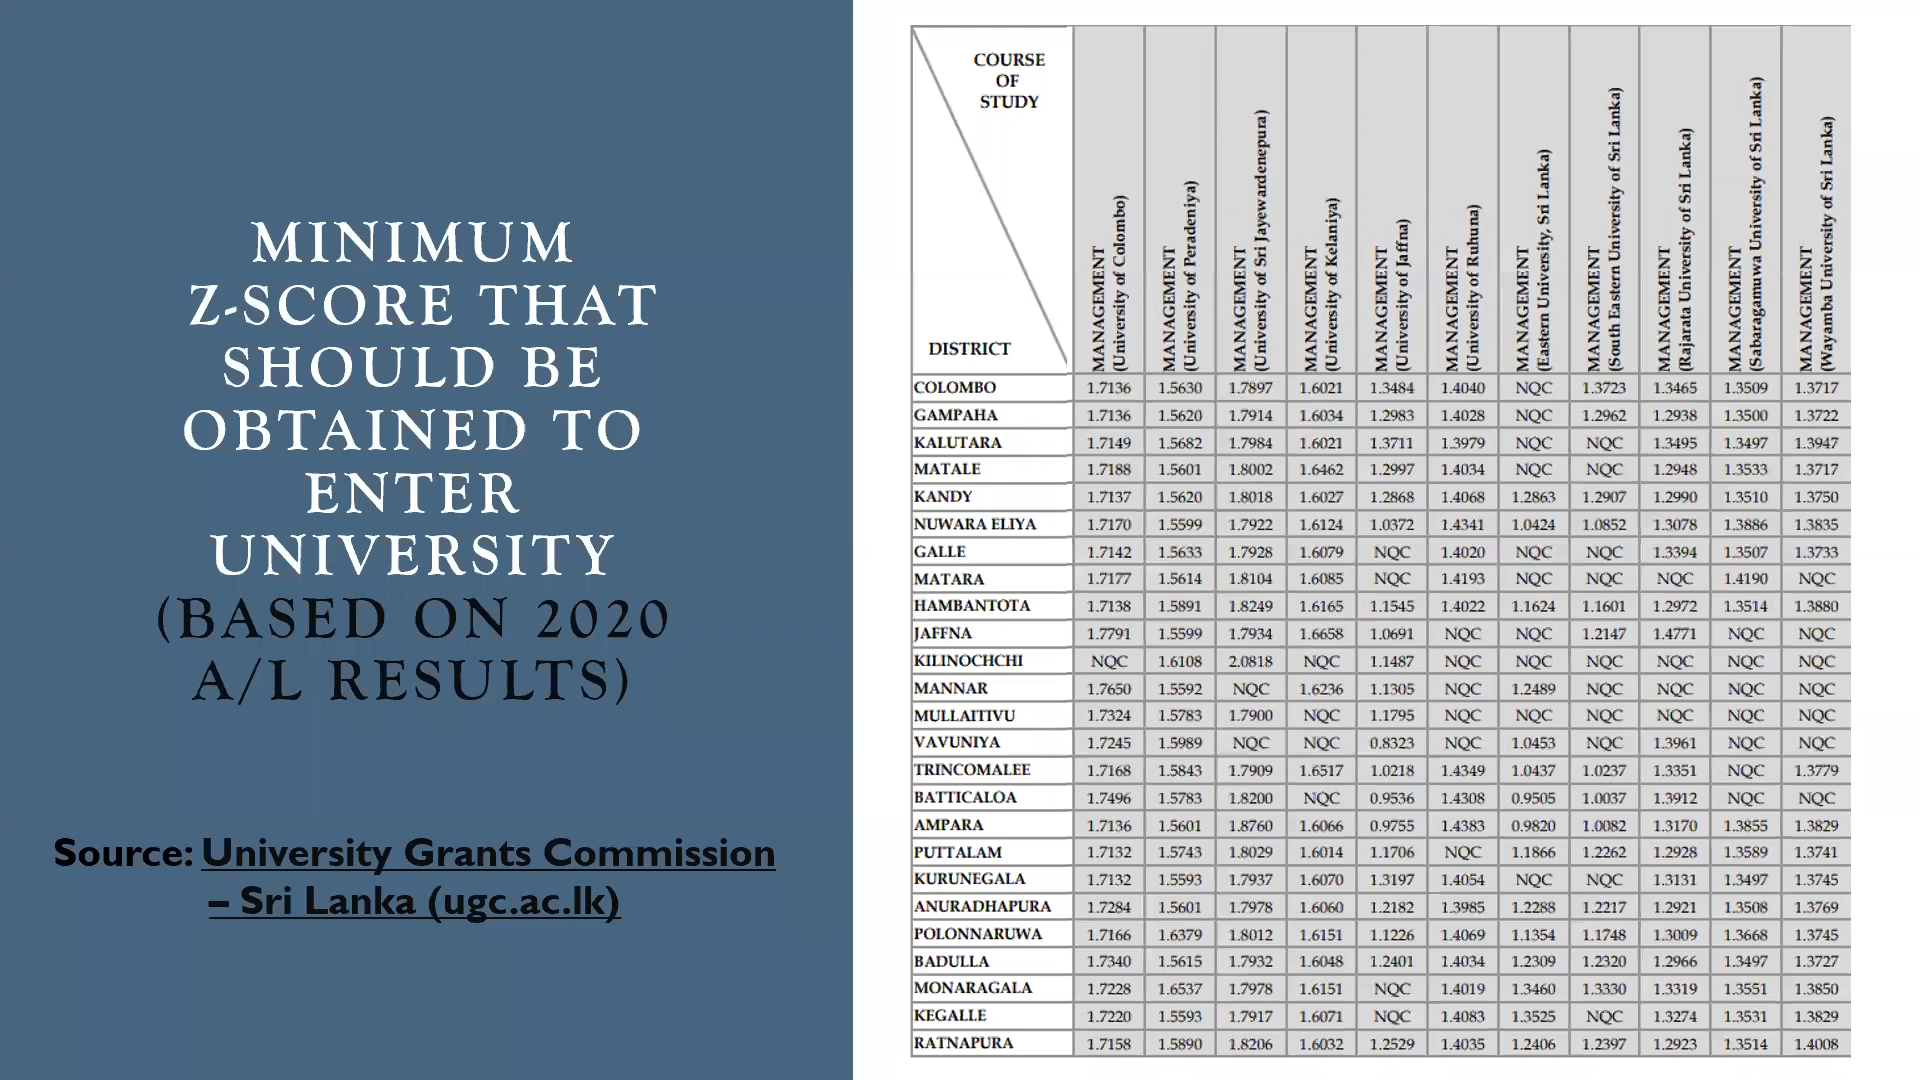 MINIMUM
Z-SCORE THAT
SHOULD BE
OBTAINED TO
ENTER
UNIVERSITY
(BASED ON 2020
A/L RESULTS)
Source: University Grants Commission
– Sri Lanka (ugc.ac.lk)
COURSE
OF
STUDY
DISTRICT
MANAGEMENT
(University of Colombo)
MANAGEMENT
(University of Peradeniya)
MANAGEMENT
(University of Sri Jayewardenepura)
MANAGEMENT
(University of Kelaniya)
MANAGEMENT
(University of Jaffna)
MANAGEMENT
(University of Ruhuna)
MANAGEMENT
(Eastern University, Sri Lanka)
MANAGEMENT
(South Eastern University of Sri Lanka)
MANAGEMENT
(Rajarata University of Sri Lanka)
MANAGEMENT
(Sabaragamuwa University of Sri Lanka)
MANAGEMENT
(Wayamba University of Sri Lanka)
COLOMBO 1.7136 1.5630 1.7897 1.6021 1.3484 1.4040 NQC 1.3723 1.3465 1.3509 1.3717
GAMPAHA 1.7136 1.5620 1.7914 1.6034 1.2983 1.4028 NQC 1.2962 1.2938 1.3500 1.3722
KALUTARA 1.7149 1.5682 1.7984 1.6021 1.3711 1.3979 NQC NQC 1.3495 1.3497 1.3947
MATALE 1.7188 1.5601 1.8002 1.6462 1.2997 1.4034 NQC NQC 1.2948 1.3533 1.3717
KANDY 1.7137 1.5620 1.8018 1.6027 1.2868 1.4068 1.2863 1.2907 1.2990 1.3510 1.3750
NUWARA ELIYA 1.7170 1.5599 1.7922 1.6124 1.0372 1.4341 1.0424 1.0852 1.3078 1.3886 1.3835
GALLE 1.7142 1.5633 1.7928 1.6079 NQC 1.4020 NQC NQC 1.3394 1.3507 1.3733
MATARA 1.7177 1.5614 1.8104 1.6085 NQC 1.4193 NQC NQC NQC 1.4190 NQC
HAMBANTOTA 1.7138 1.5891 1.8249 1.6165 1.1545 1.4022 1.1624 1.1601 1.2972 1.3514 1.3880
JAFFNA 1.7791 1.5599 1.7934 1.6658 1.0691 NQC NQC 1.2147 1.4771 NQC NQC
KILINOCHCHI NQC 1.6108 2.0818 NQC 1.1487 NQC NQC NQC NQC NQC NQC
MANNAR 1.7650 1.5592 NQC 1.6236 1.1305 NQC 1.2489 NQC NQC NQC NQC
MULLAITIVU 1.7324 1.5783 1.7900 NQC 1.1795 NQC NQC NQC NQC NQC NQC
VAVUNIYA 1.7245 1.5989 NQC NQC 0.8323 NQC 1.0453 NQC 1.3961 NQC NQC
TRINCOMALEE 1.7168 1.5843 1.7909 1.6517 1.0218 1.4349 1.0437 1.0237 1.3351 NQC 1.3779
BATTICALOA 1.7496 1.5783 1.8200 NQC 0.9536 1.4308 0.9505 1.0037 1.3912 NQC NQC
AMPARA 1.7136 1.5601 1.8760 1.6066 0.9755 1.4383 0.9820 1.0082 1.3170 1.3855 1.3829
PUTTALAM 1.7132 1.5743 1.8029 1.6014 1.1706 NQC 1.1866 1.2262 1.2928 1.3589 1.3741
KURUNEGALA 1.7132 1.5593 1.7937 1.6070 1.3197 1.4054 NQC NQC 1.3131 1.3497 1.3745
ANURADHAPURA 1.7284 1.5601 1.7978 1.6060 1.2182 1.3985 1.2288 1.2217 1.2921 1.3508 1.3769
POLONNARUWA 1.7166 1.6379 1.8012 1.6151 1.1226 1.4069 1.1354 1.1748 1.3009 1.3668 1.3745
BADULLA 1.7340 1.5615 1.7932 1.6048 1.2401 1.4034 1.2309 1.2320 1.2966 1.3497 1.3727
MONARAGALA 1.7228 1.6537 1.7978 1.6151 NQC 1.4019 1.3460 1.3330 1.3319 1.3551 1.3850
KEGALLE 1.7220 1.5593 1.7917 1.6071 NQC 1.4083 1.3525 NQC 1.3274 1.3531 1.3829
RATNAPURA 1.7158 1.5890 1.8206 1.6032 1.2529 1.4035 1.2406 1.2397 1.2923 1.3514 1.4008